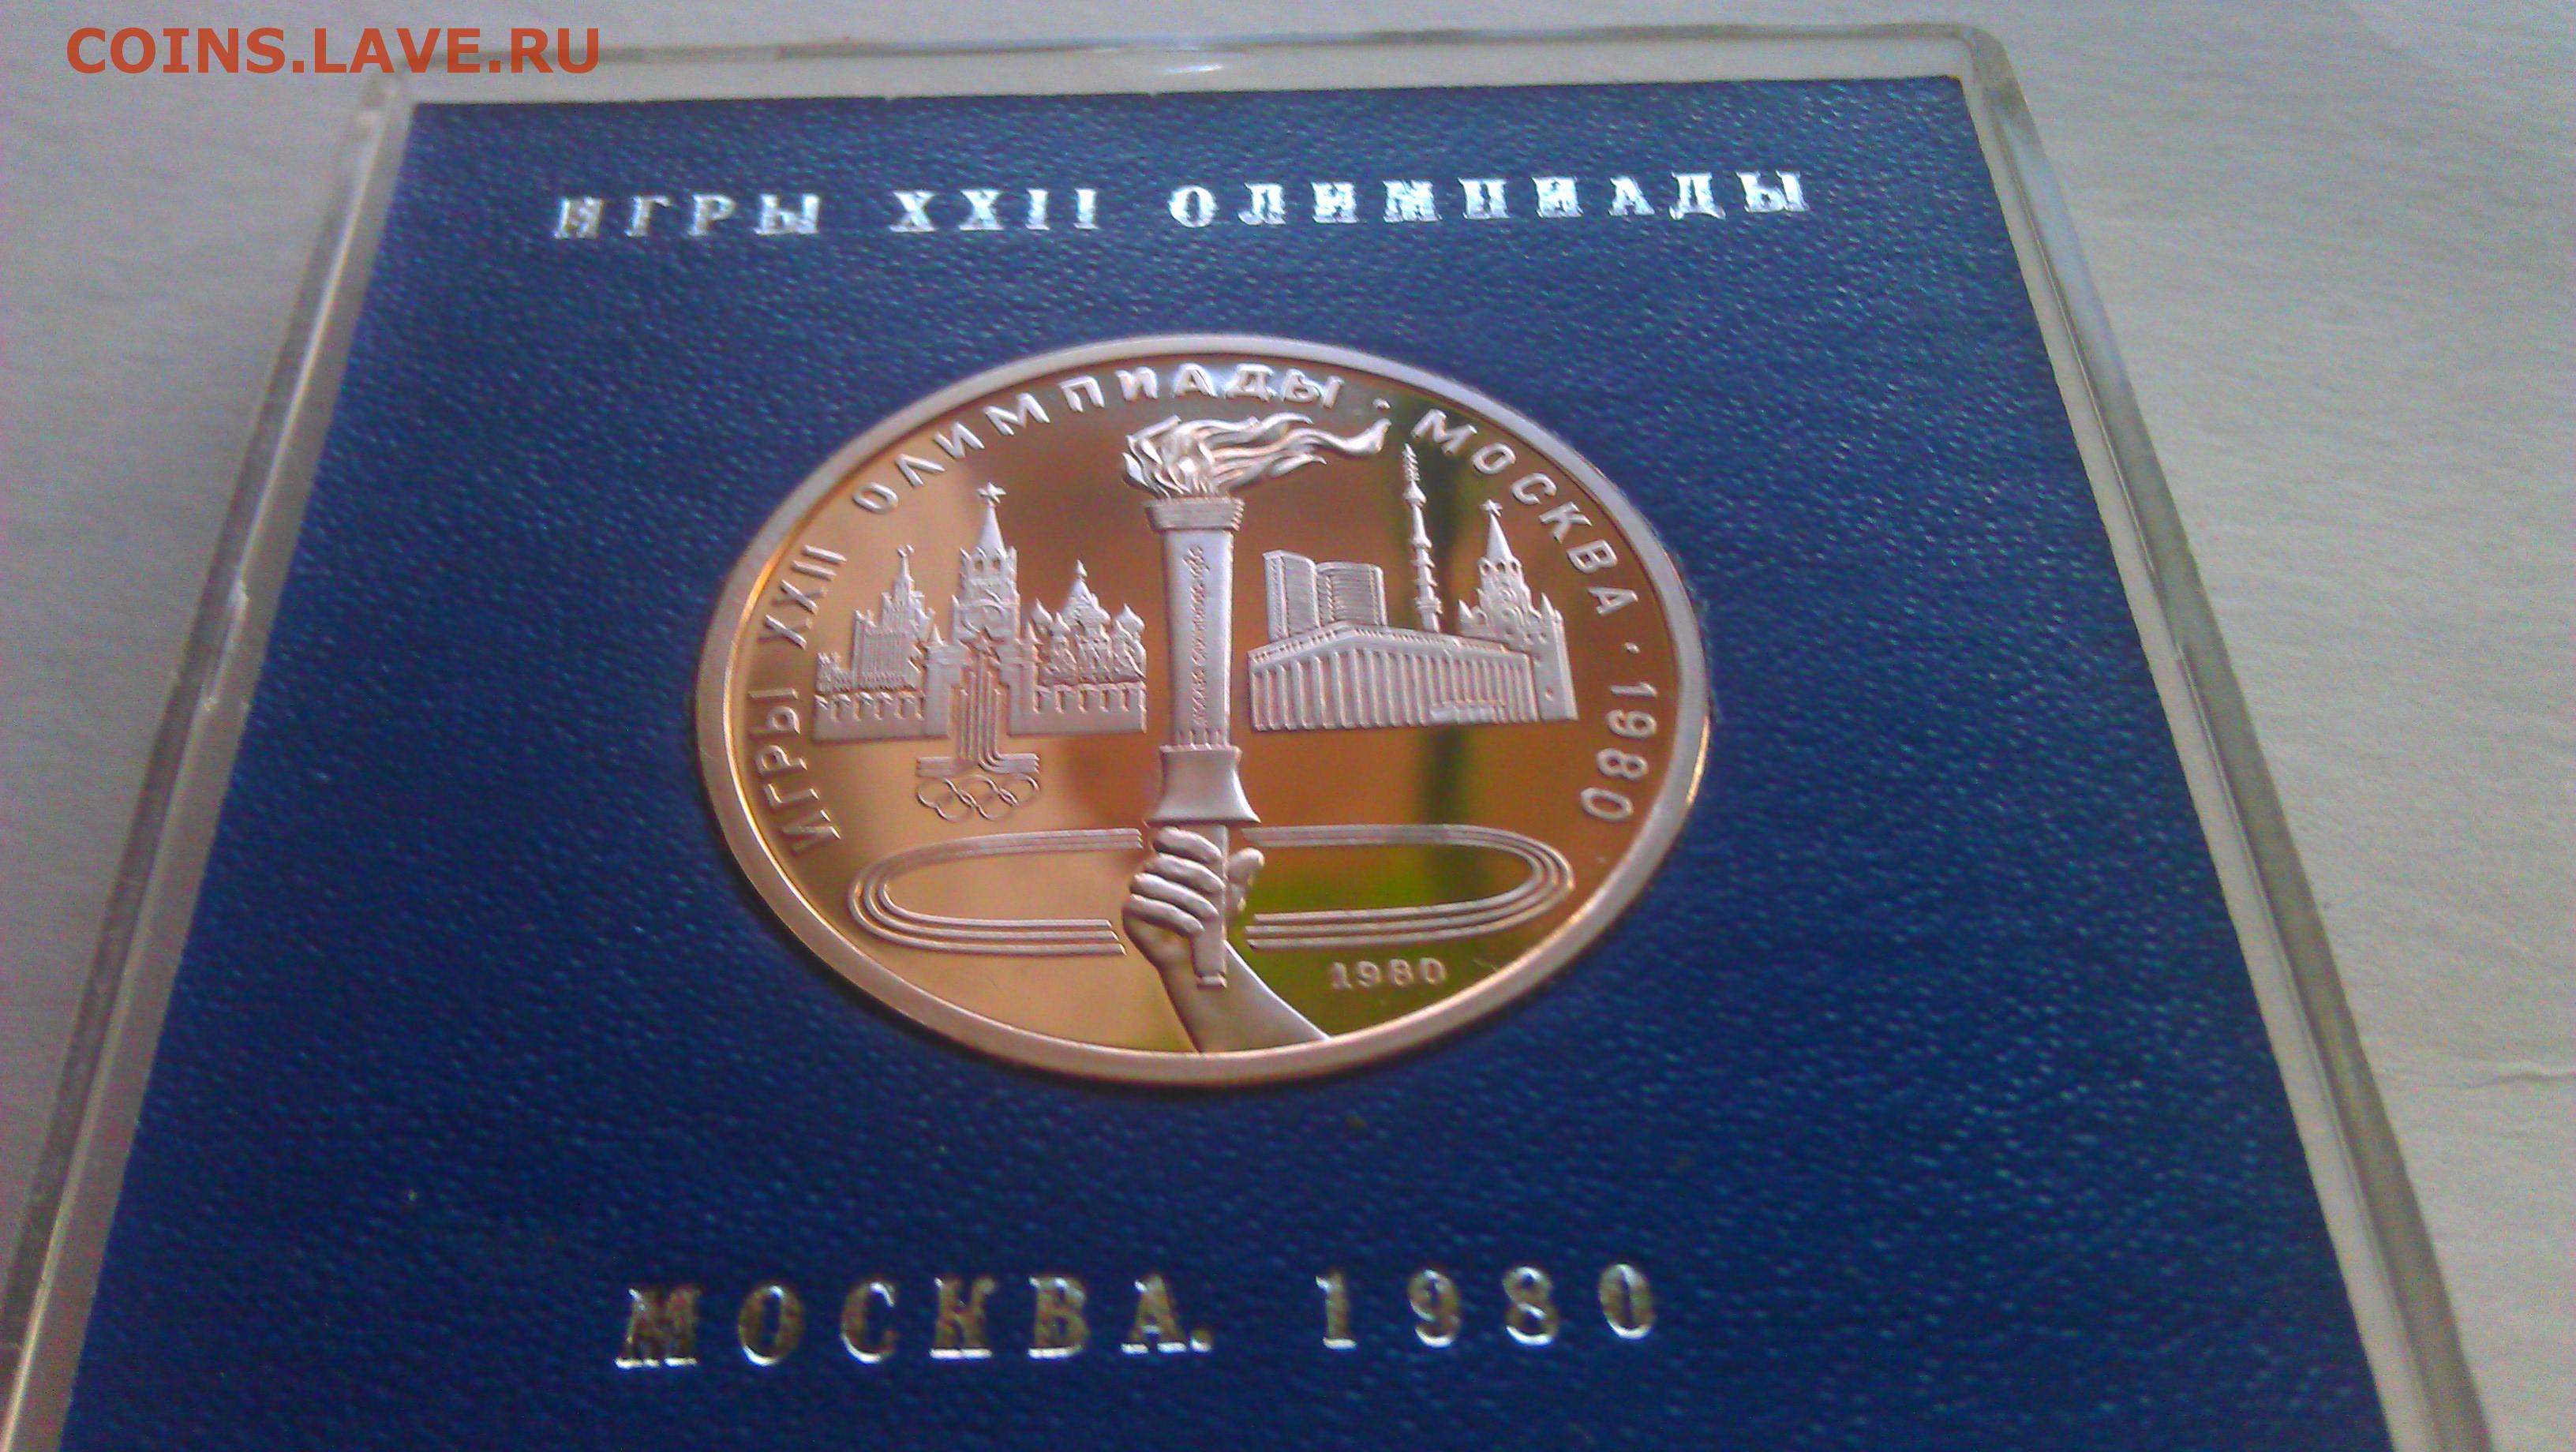 COINS.LAVE.RU
ИГРЫ XXII ОЛИМПИАДЫ
ИГРЫ XXII ОЛИМПИАДЫ · МОСКВА · 1980
1980
МОСКВА. 1980